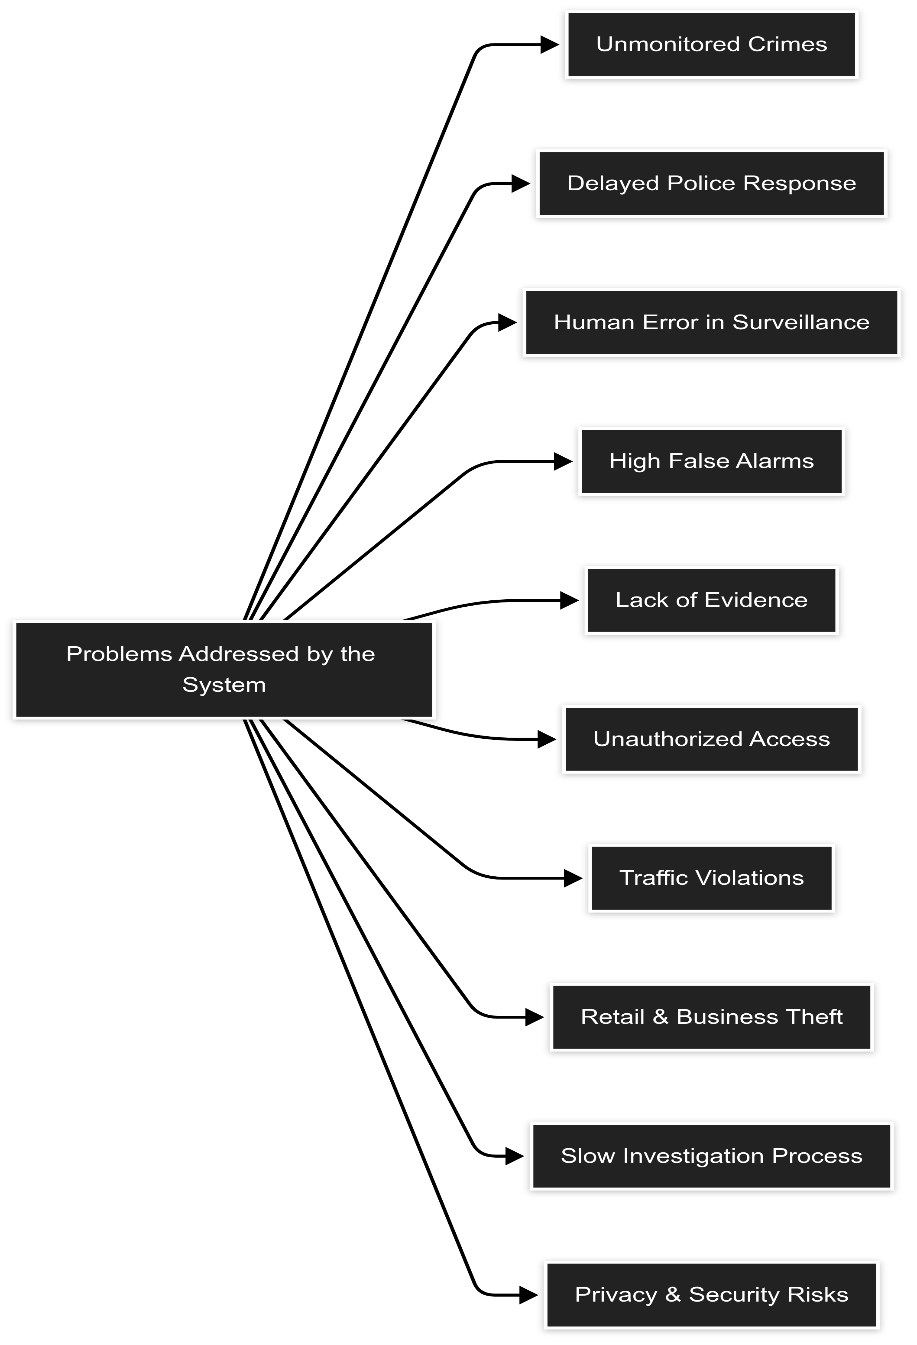 Unmonitored Crimes
Delayed Police Response
Human Error in Surveillance
High False Alarms
Lack of Evidence
Problems Addressed by the
System
Unauthorized Access
Traffic Violations
Retail & Business Theft
Slow Investigation Process
Privacy & Security Risks